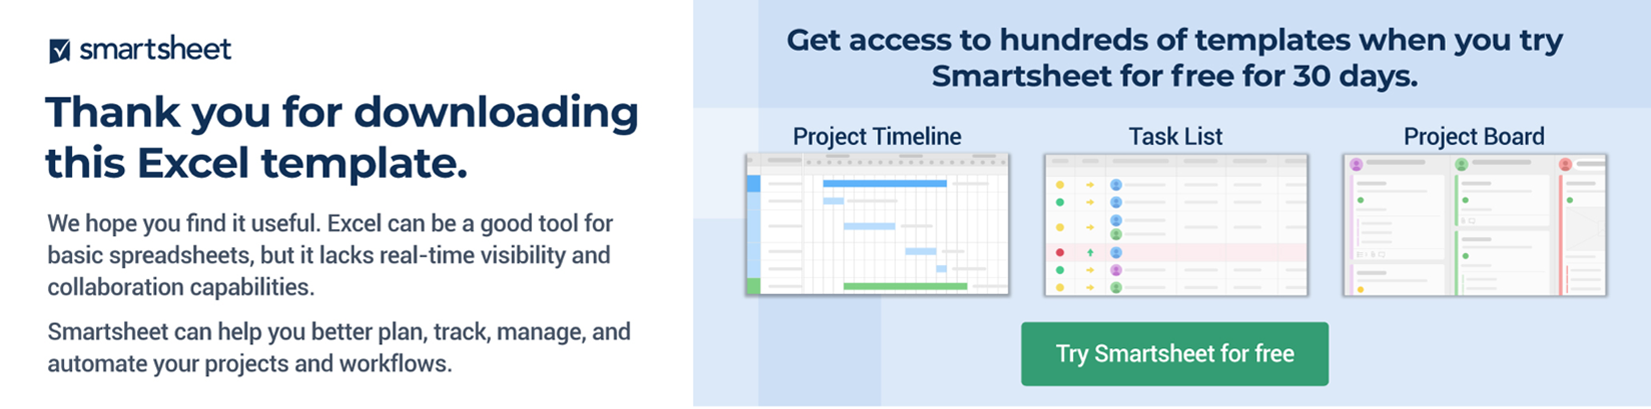 smartsheet
Thank you for downloading
this Excel template.
We hope you find it useful. Excel can be a good tool for
basic spreadsheets, but it lacks real-time visibility and
collaboration capabilities.
Smartsheet can help you better plan, track, manage, and
automate your projects and workflows.
Get access to hundreds of templates when you try
Smartsheet for free for 30 days.
Project Timeline
Task List
Project Board
Try Smartsheet for free